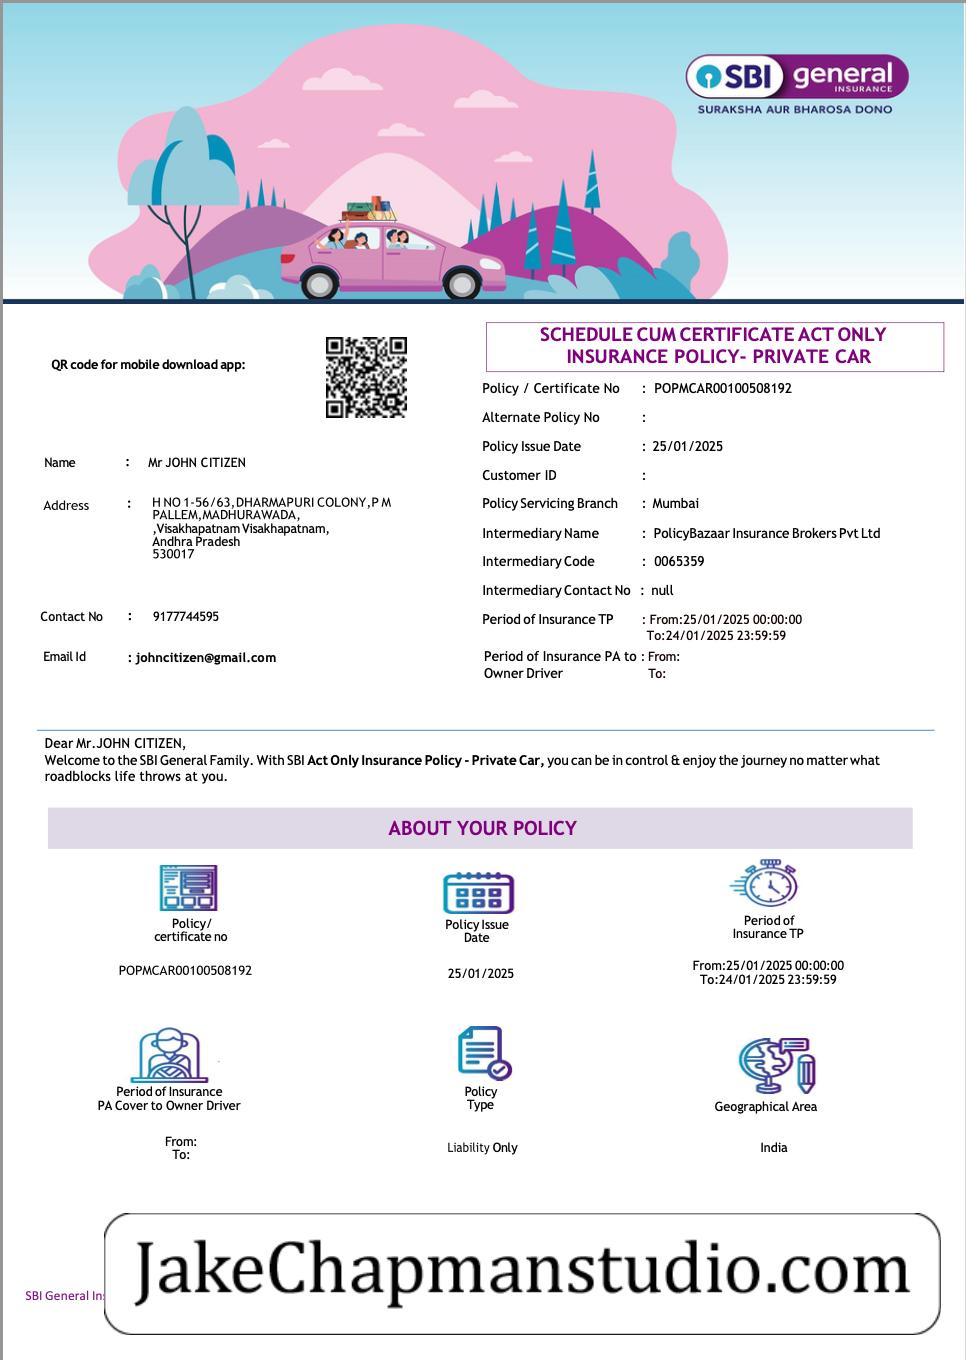 SBI general
INSURANCE
SURAKSHA AUR BHAROSA DONO
QR code for mobile download app:
Name : Mr JOHN CITIZEN
Address : H NO 1-56/63,DHARMAPURI COLONY,P M
PALLEM,MADHURAWADA,
,Visakhapatnam Visakhapatnam,
Andhra Pradesh
530017
Contact No : 9177744595
Email Id : johncitizen@gmail.com
SCHEDULE CUM CERTIFICATE ACT ONLY
INSURANCE POLICY- PRIVATE CAR
Policy / Certificate No : POPMCAR00100508192
Alternate Policy No :
Policy Issue Date : 25/01/2025
Customer ID :
Policy Servicing Branch : Mumbai
Intermediary Name : PolicyBazaar Insurance Brokers Pvt Ltd
Intermediary Code : 0065359
Intermediary Contact No : null
Period of Insurance TP : From:25/01/2025 00:00:00
To:24/01/2025 23:59:59
Period of Insurance PA to : From:
Owner Driver To:
Dear Mr.JOHN CITIZEN,
Welcome to the SBI General Family. With SBI Act Only Insurance Policy - Private Car, you can be in control & enjoy the journey no matter what
roadblocks life throws at you.
ABOUT YOUR POLICY
Policy/
certificate no
POPMCAR00100508192
Policy Issue
Date
25/01/2025
Period of
Insurance TP
From:25/01/2025 00:00:00
To:24/01/2025 23:59:59
Period of Insurance
PA Cover to Owner Driver
From:
To:
Policy
Type
Liability Only
Geographical Area
India
SBI General
JakeChapmanstudio.com